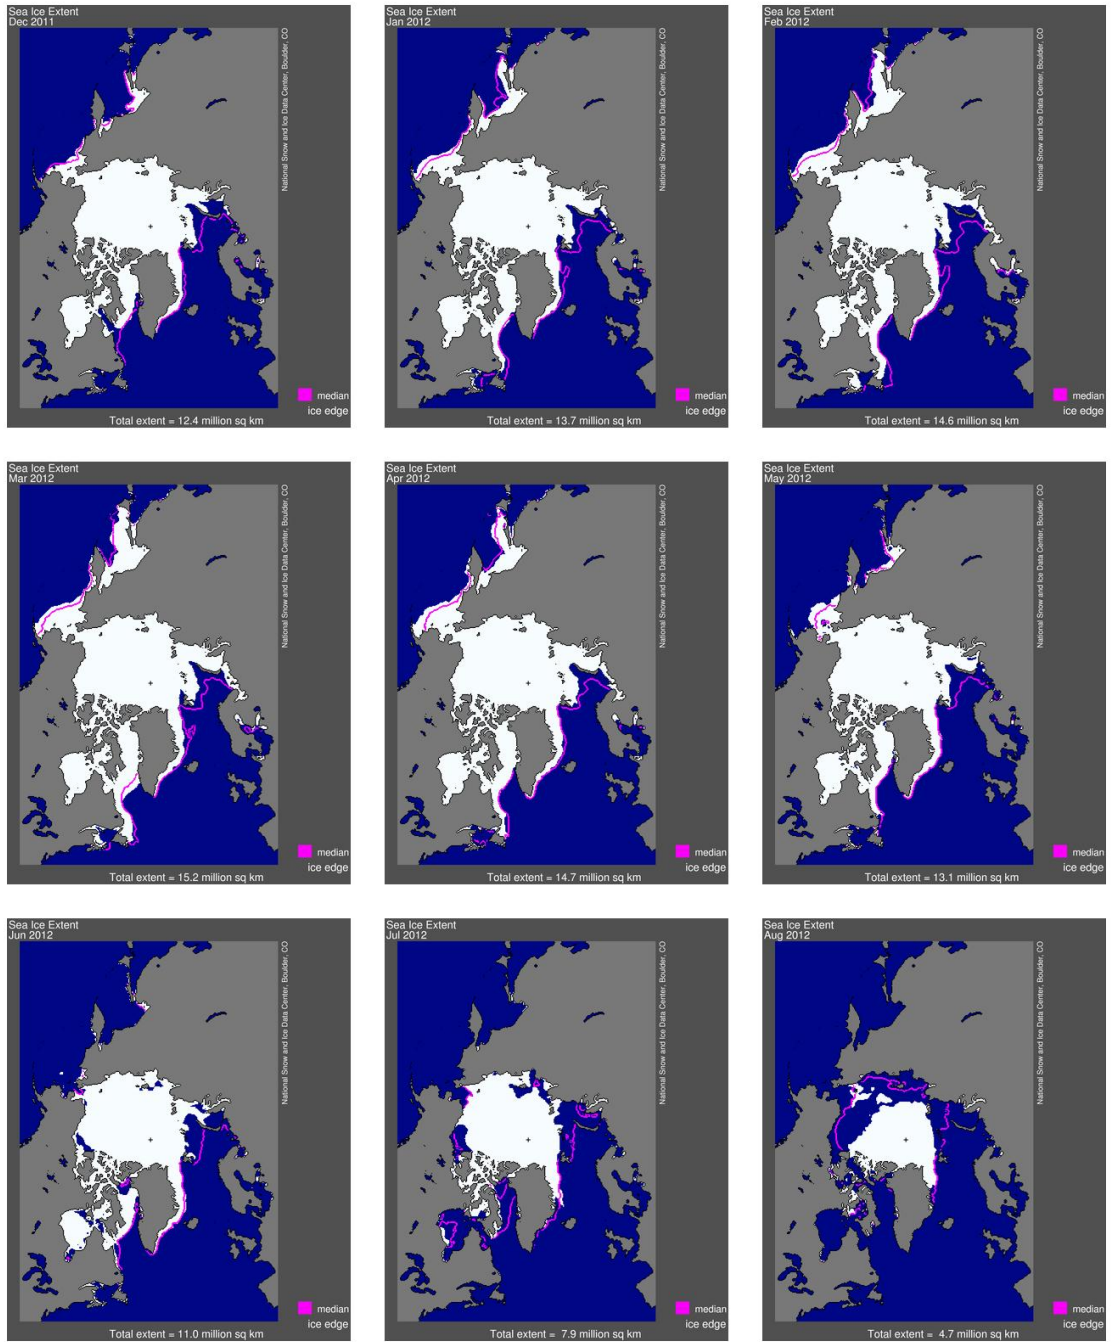 Sea Ice Extent
Dec 2011
National Snow and Ice Data Center, Boulder, CO
median
ice edge
Total extent = 12.4 million sq km
Sea Ice Extent
Jan 2012
National Snow and Ice Data Center, Boulder, CO
median
ice edge
Total extent = 13.7 million sq km
Sea Ice Extent
Feb 2012
National Snow and Ice Data Center, Boulder, CO
median
ice edge
Total extent = 14.6 million sq km
Sea Ice Extent
Mar 2012
National Snow and Ice Data Center, Boulder, CO
median
ice edge
Total extent = 15.2 million sq km
Sea Ice Extent
Apr 2012
National Snow and Ice Data Center, Boulder, CO
median
ice edge
Total extent = 14.7 million sq km
Sea Ice Extent
May 2012
National Snow and Ice Data Center, Boulder, CO
median
ice edge
Total extent = 13.1 million sq km
Sea Ice Extent
Jun 2012
National Snow and Ice Data Center, Boulder, CO
median
ice edge
Total extent = 11.0 million sq km
Sea Ice Extent
Jul 2012
National Snow and Ice Data Center, Boulder, CO
median
ice edge
Total extent = 7.9 million sq km
Sea Ice Extent
Aug 2012
National Snow and Ice Data Center, Boulder, CO
median
ice edge
Total extent = 4.7 million sq km